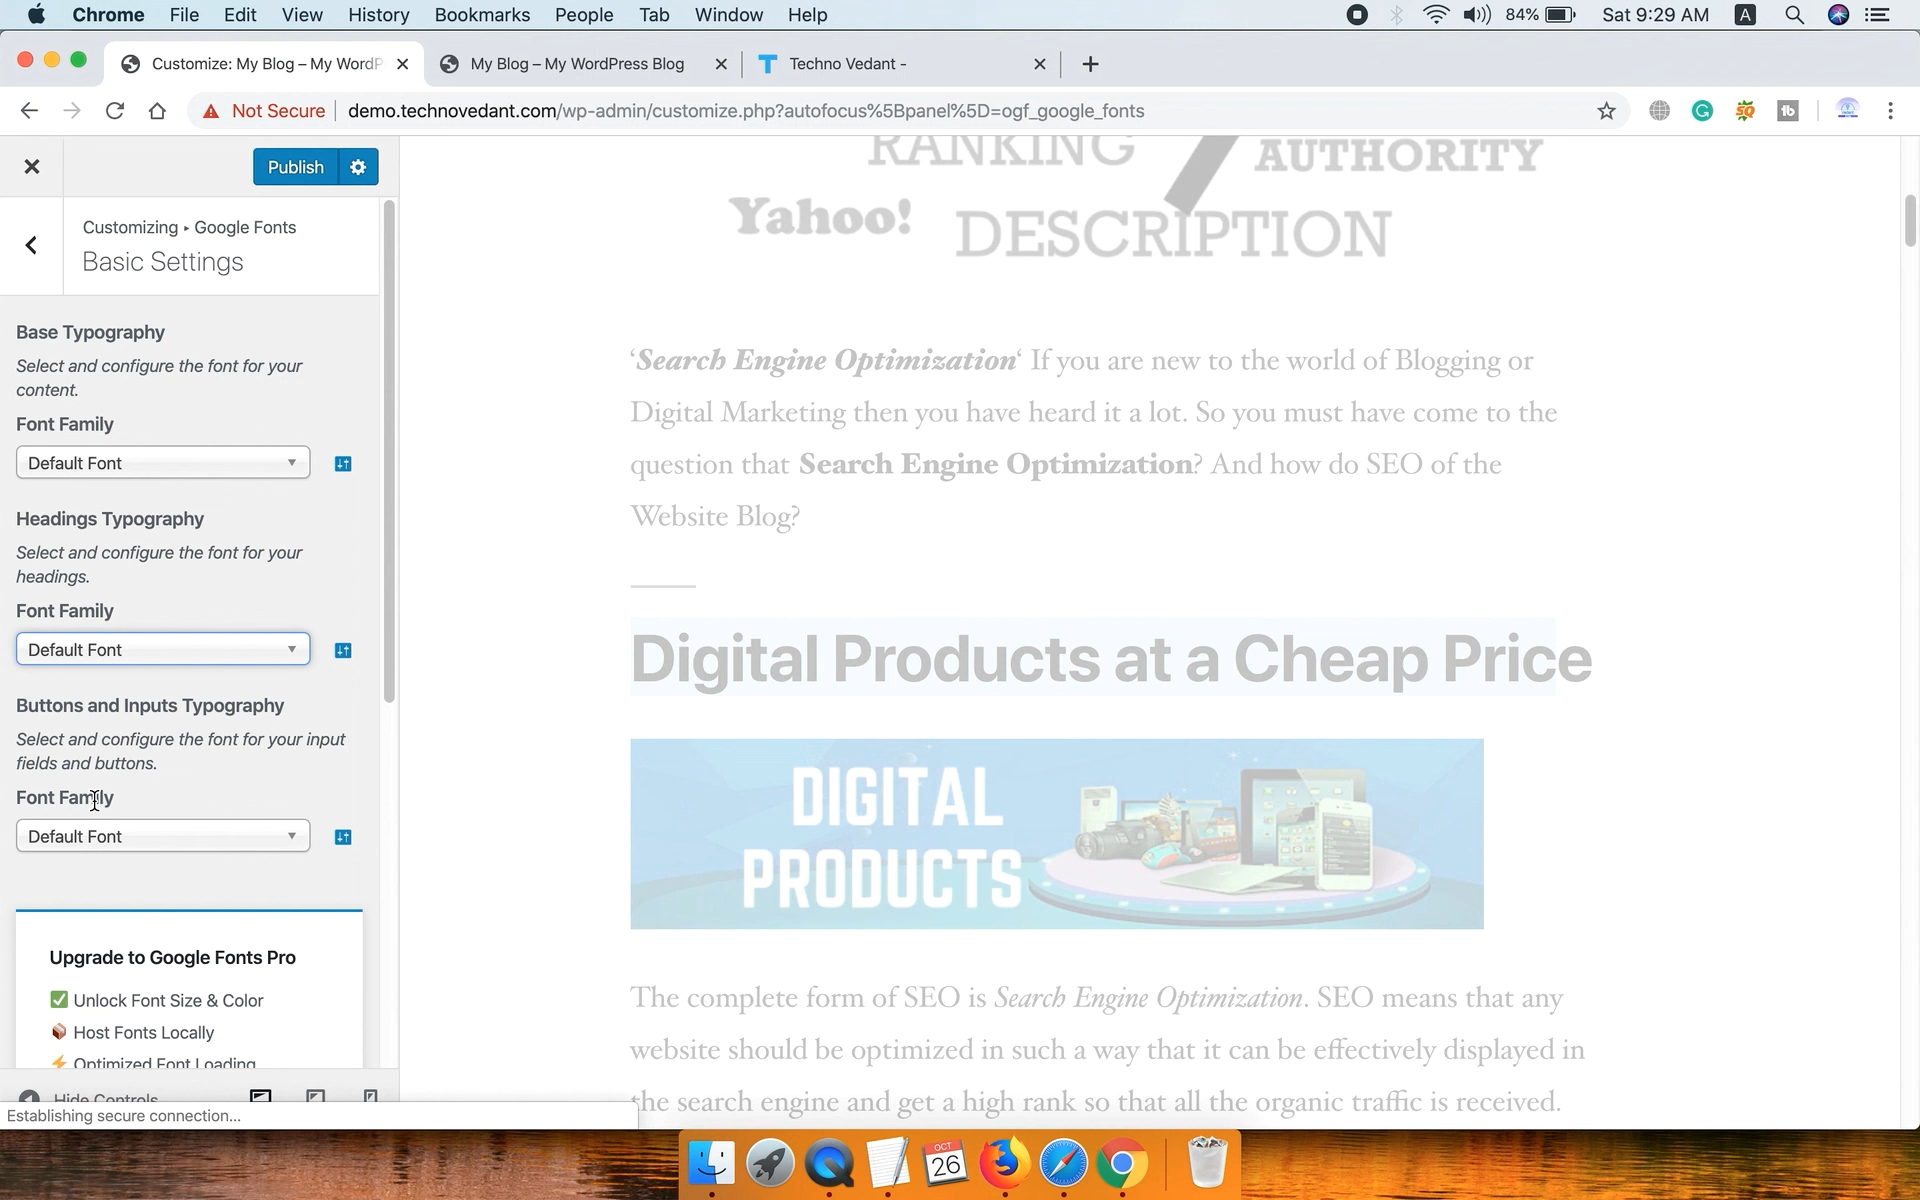 Chrome File Edit View History Bookmarks People Tab Window Help 84% Sat 9:29 AM A
Customize: My Blog – My WordP My Blog – My WordPress Blog Techno Vedant -
Not Secure demo.technovedant.com/wp-admin/customize.php?autofocus%5Bpanel%5D=ogf_google_fonts
Publish
Customizing ▸ Google Fonts
Basic Settings
Base Typography
Select and configure the font for your
content.
Font Family
Default Font
Headings Typography
Select and configure the font for your
headings.
Font Family
Default Font
Buttons and Inputs Typography
Select and configure the font for your input
fields and buttons.
Font Family
Default Font
Upgrade to Google Fonts Pro
Unlock Font Size & Color
Host Fonts Locally
Optimized Font Loading
Hide Controls
Establishing secure connection...
RANKING
AUTHORITY
Yahoo!
DESCRIPTION
‘Search Engine Optimization‘ If you are new to the world of Blogging or
Digital Marketing then you have heard it a lot. So you must have come to the
question that Search Engine Optimization? And how do SEO of the
Website Blog?
Digital Products at a Cheap Price
DIGITAL
PRODUCTS
The complete form of SEO is Search Engine Optimization. SEO means that any
website should be optimized in such a way that it can be effectively displayed in
the search engine and get a high rank so that all the organic traffic is received.
OCT
26